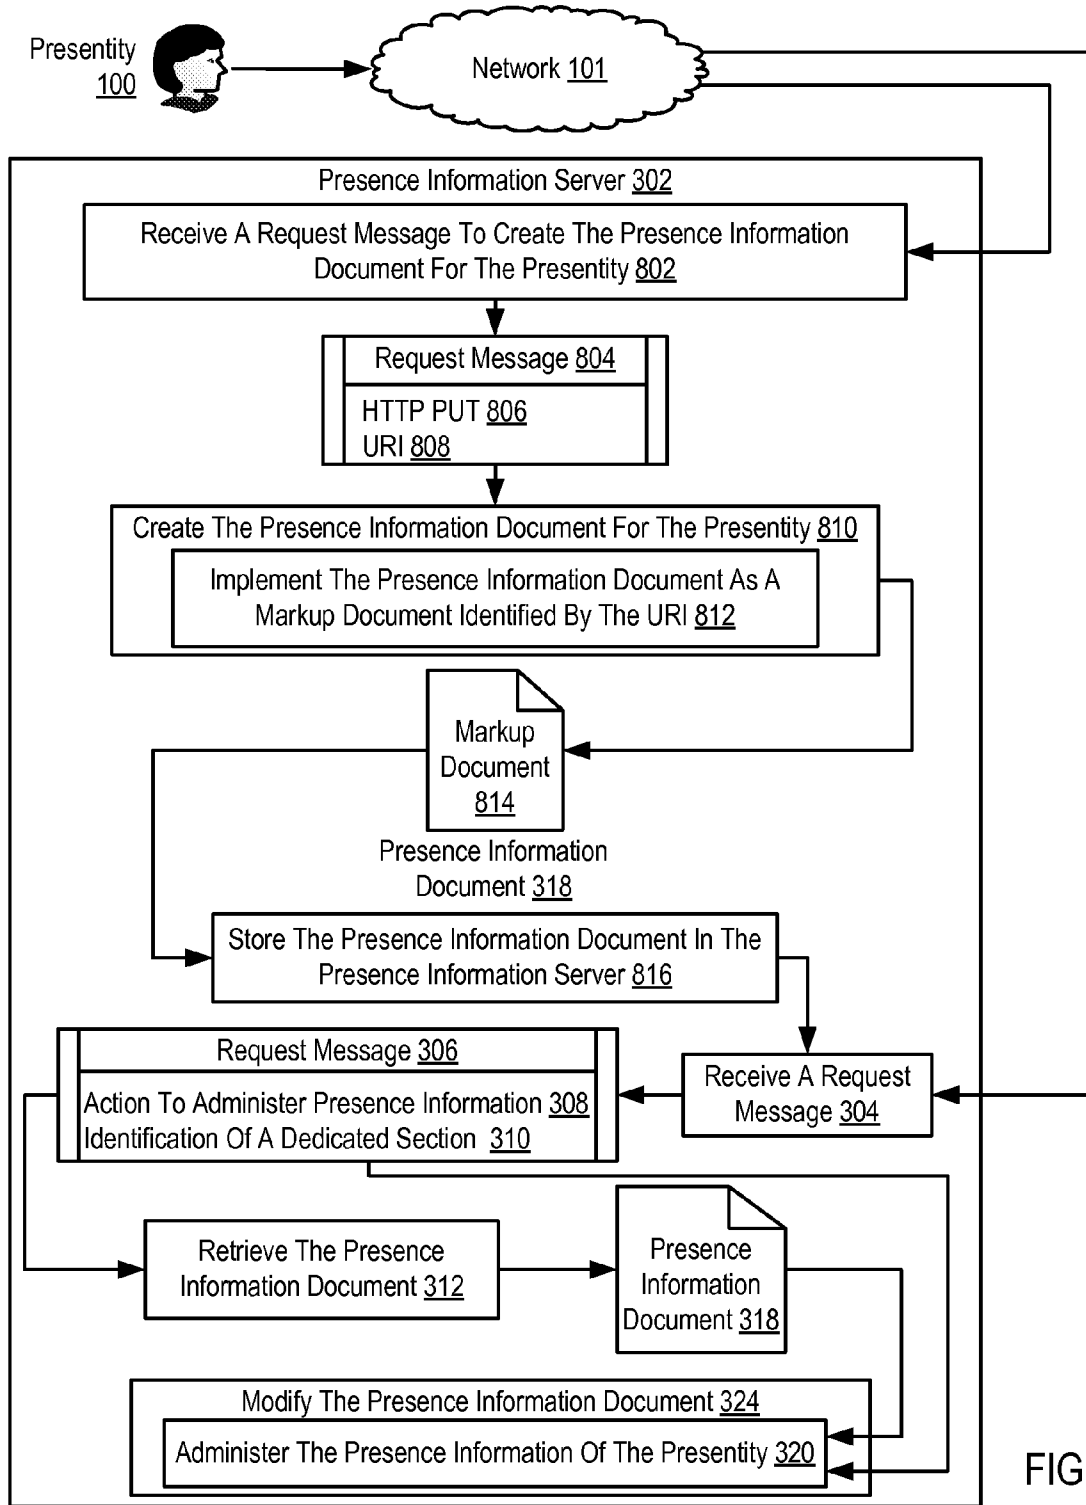 Presentity
100
Network 101
Presence Information Server 302
Receive A Request Message To Create The Presence Information
Document For The Presentity 802
Request Message 804
HTTP PUT 806
URI 808
Create The Presence Information Document For The Presentity 810
Implement The Presence Information Document As A
Markup Document Identified By The URI 812
Markup
Document
814
Presence Information
Document 318
Store The Presence Information Document In The
Presence Information Server 816
Request Message 306
Action To Administer Presence Information 308
Identification Of A Dedicated Section 310
Receive A Request
Message 304
Retrieve The Presence
Information Document 312
Presence
Information
Document 318
Modify The Presence Information Document 324
Administer The Presence Information Of The Presentity 320
FIG